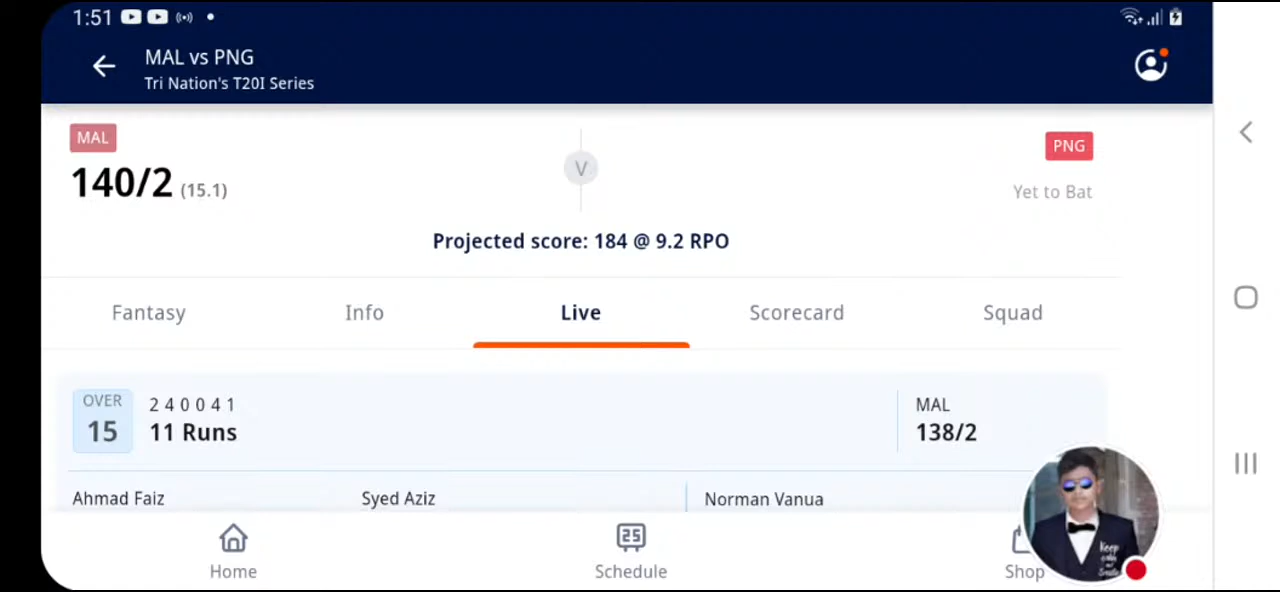 1:51
MAL vs PNG
Tri Nation's T20I Series
MAL
PNG
V
140/2 (15.1)
Yet to Bat
Projected score: 184 @ 9.2 RPO
Fantasy Info Live Scorecard Squad
OVER 2 4 0 0 4 1 MAL
15 11 Runs 138/2
Ahmad Faiz Syed Aziz Norman Vanua
25
Home Schedule Shop
Keep